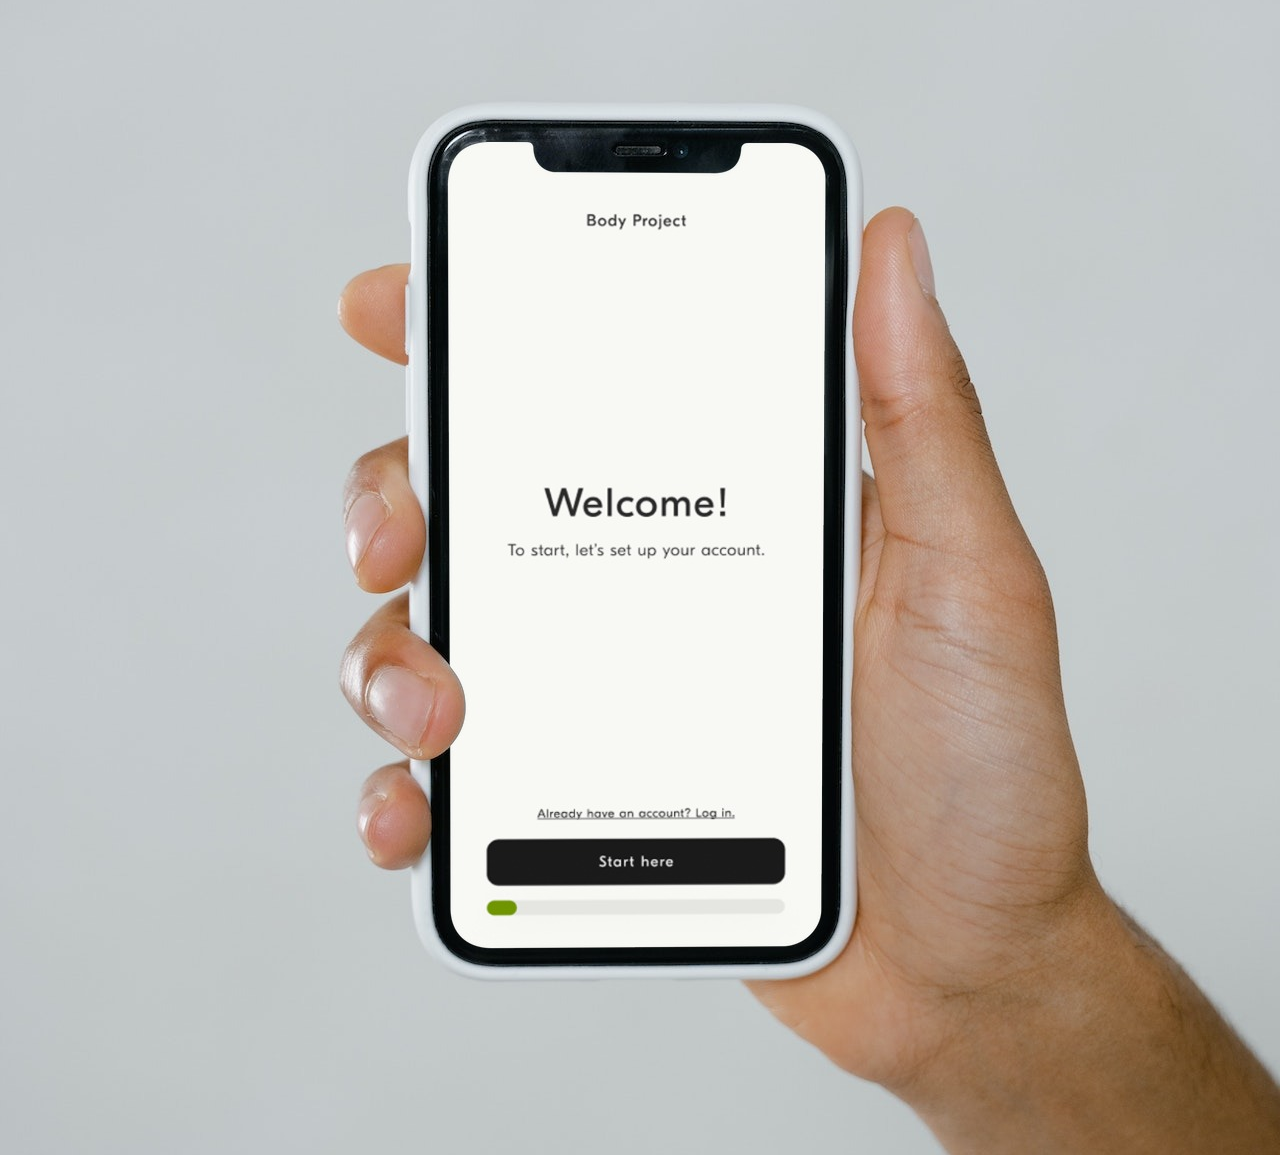 Body Project
Welcome!
To start, let's set up your account.
Already have an account? Log in.
Start here